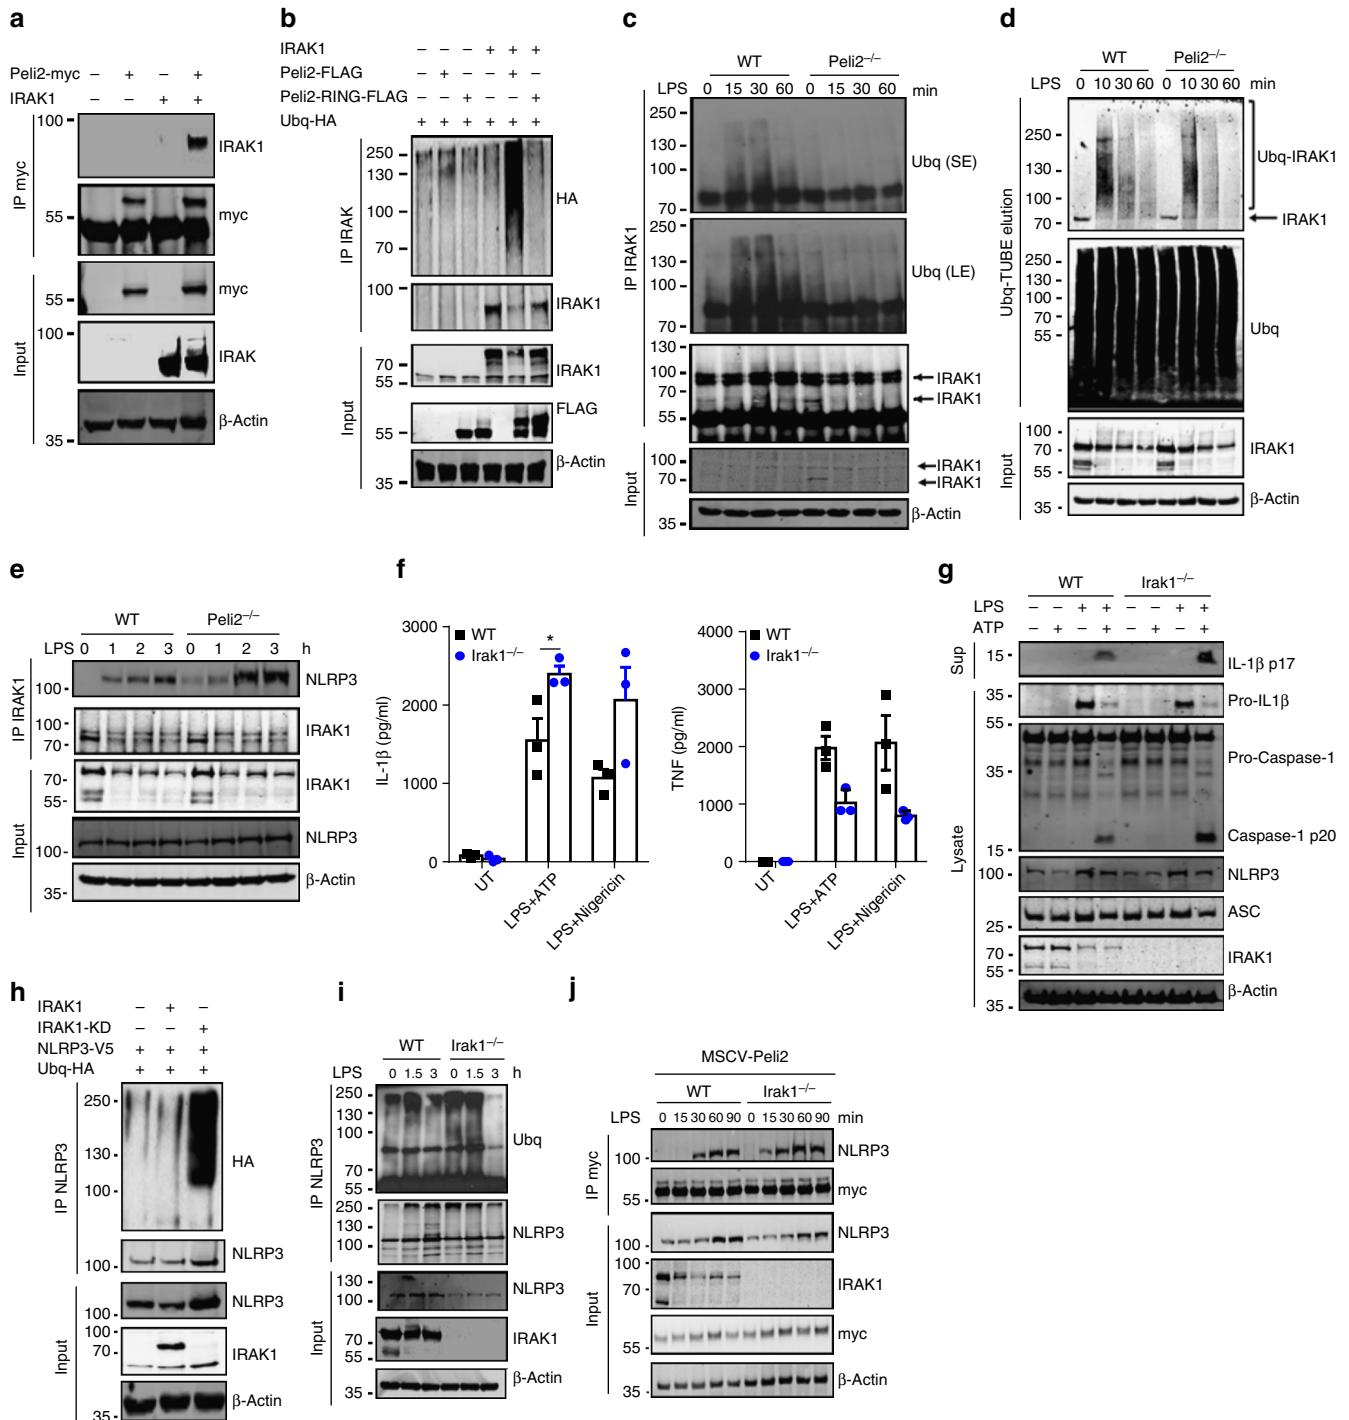 a
Peli2-myc – + – +
IRAK1 – – + +
IP myc
100
IRAK1
55
myc
Input
55
myc
100
IRAK
β-Actin
35
b
IRAK1 – – – + + +
Peli2-FLAG – + – – + –
Peli2-RING-FLAG – – + – – +
Ubq-HA + + + + + +
IP IRAK
250
130
100
70
HA
100
IRAK1
Input
70
55
IRAK1
FLAG
55
β-Actin
35
c
WT Peli2–/–
LPS 0 15 30 60 0 15 30 60 min
IP IRAK1
250
130
100
70
Ubq (SE)
250
130
100
70
Ubq (LE)
130
100
70
55
IRAK1
IRAK1
Input
100
70
IRAK1
IRAK1
β-Actin
35
d
WT Peli2–/–
LPS 0 10 30 60 0 10 30 60 min
Ubq-TUBE elution
250
130
100
70
Ubq-IRAK1
IRAK1
250
130
100
70
55
Ubq
Input
100
70
55
IRAK1
35
β-Actin
e
WT Peli2–/–
LPS 0 1 2 3 0 1 2 3 h
IP IRAK1
100
NLRP3
100
70
IRAK1
Input
70
55
IRAK1
100
NLRP3
β-Actin
35
f
IL-1β (pg/ml)
3000
2000
1000
0
WT
Irak1–/–
*
UT
LPS+ATP
LPS+Nigericin
TNF (pg/ml)
4000
3000
2000
1000
0
WT
Irak1–/–
UT
LPS+ATP
LPS+Nigericin
g
WT Irak1–/–
LPS – – + + – – + +
ATP – + – + – + – +
Sup
15
IL-1β p17
Lysate
35
Pro-IL1β
55
Pro-Caspase-1
35
Caspase-1 p20
15
100
NLRP3
ASC
25
70
55
IRAK1
β-Actin
35
h
IRAK1 – + –
IRAK1-KD – – +
NLRP3-V5 + + +
Ubq-HA + + +
IP NLRP3
250
130
100
HA
100
NLRP3
Input
100
NLRP3
100
70
IRAK1
β-Actin
35
i
WT Irak1–/–
LPS 0 1.5 3 0 1.5 3 h
IP NLRP3
250
130
100
70
55
Ubq
250
130
100
NLRP3
Input
130
100
NLRP3
70
55
IRAK1
35
β-Actin
j
MSCV-Peli2
WT Irak1–/–
LPS 0 15 30 60 90 0 15 30 60 90 min
IP myc
100
NLRP3
55
myc
Input
100
NLRP3
100
70
IRAK1
55
myc
35
β-Actin